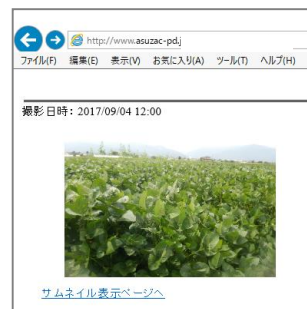 http://www.asuzac-pd.j
ファイル(F) 編集(E) 表示(V) お気に入り(A) ツール(T) ヘルプ(H)
撮影日時: 2017/09/04 12:00
サムネイル表示ページへ